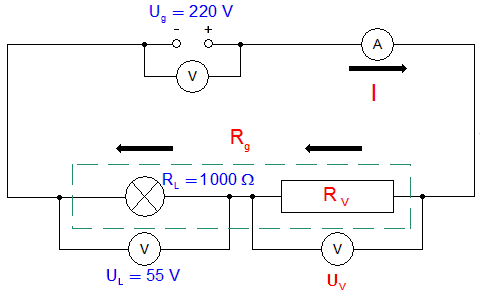 U_g = 220 V
- +
A
V
I
R_g
R_L = 1000 Ω
R_V
V
V
U_L = 55 V
U_V